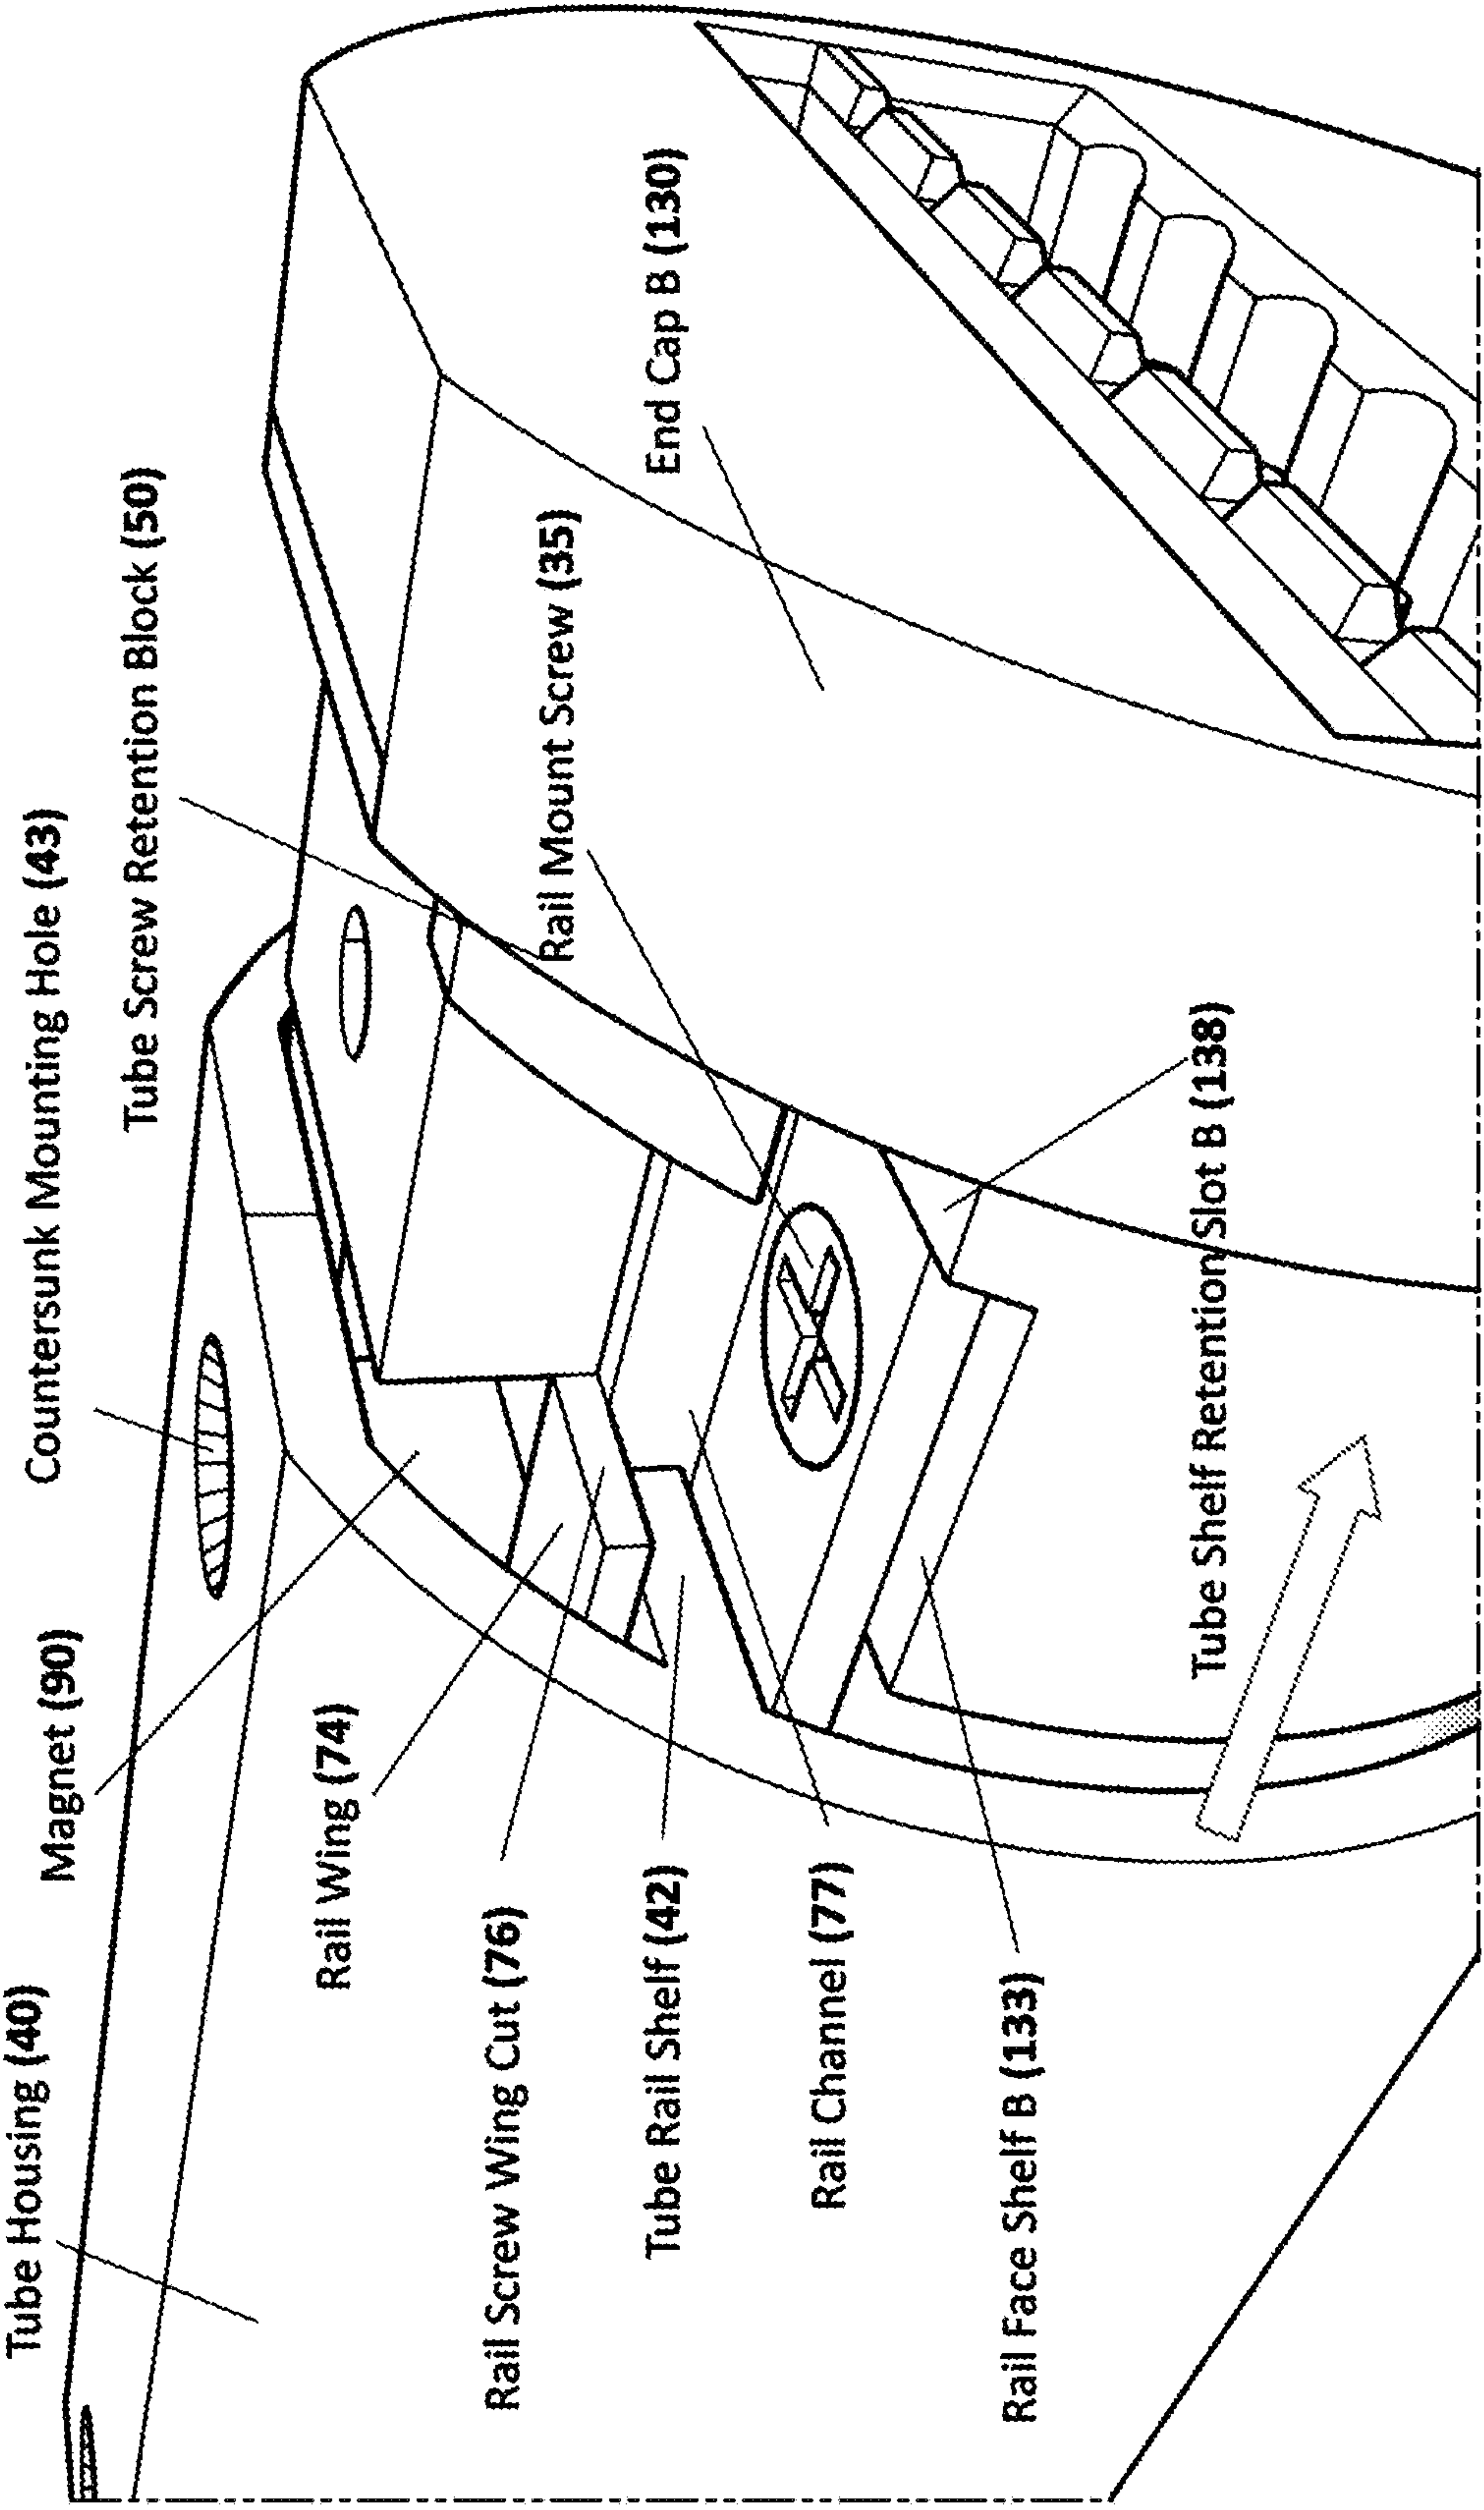 Tube Housing (40)
Magnet (90)
Countersunk Mounting Hole (43)
Tube Screw Retention Block (50)
Rail Wing (74)
Rail Screw Wing Cut (76)
Rail Mount Screw (35)
Tube Rail Shelf (42)
End Cap B (130)
Rail Channel (77)
Rail Face Shelf B (133)
Tube Shelf Retention Slot B (138)